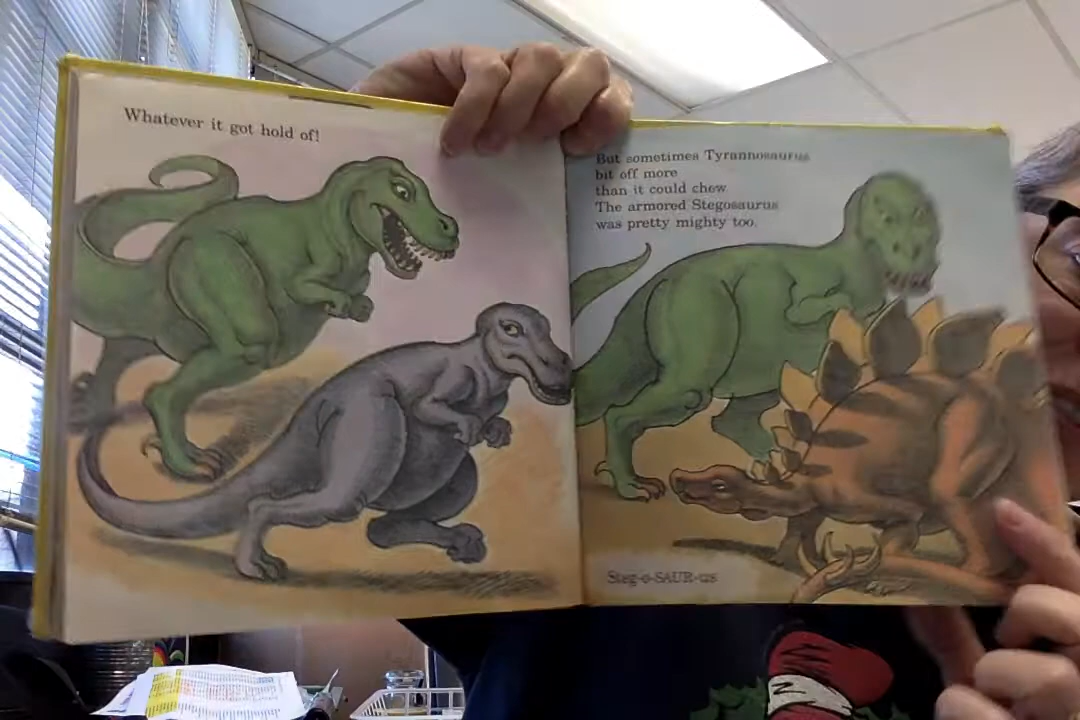 Whatever it got hold of!
But sometimes Tyrannosaurus
bit off more
than it could chew.
The armored Stegosaurus
was pretty mighty too.
Steg-o-SAUR-us